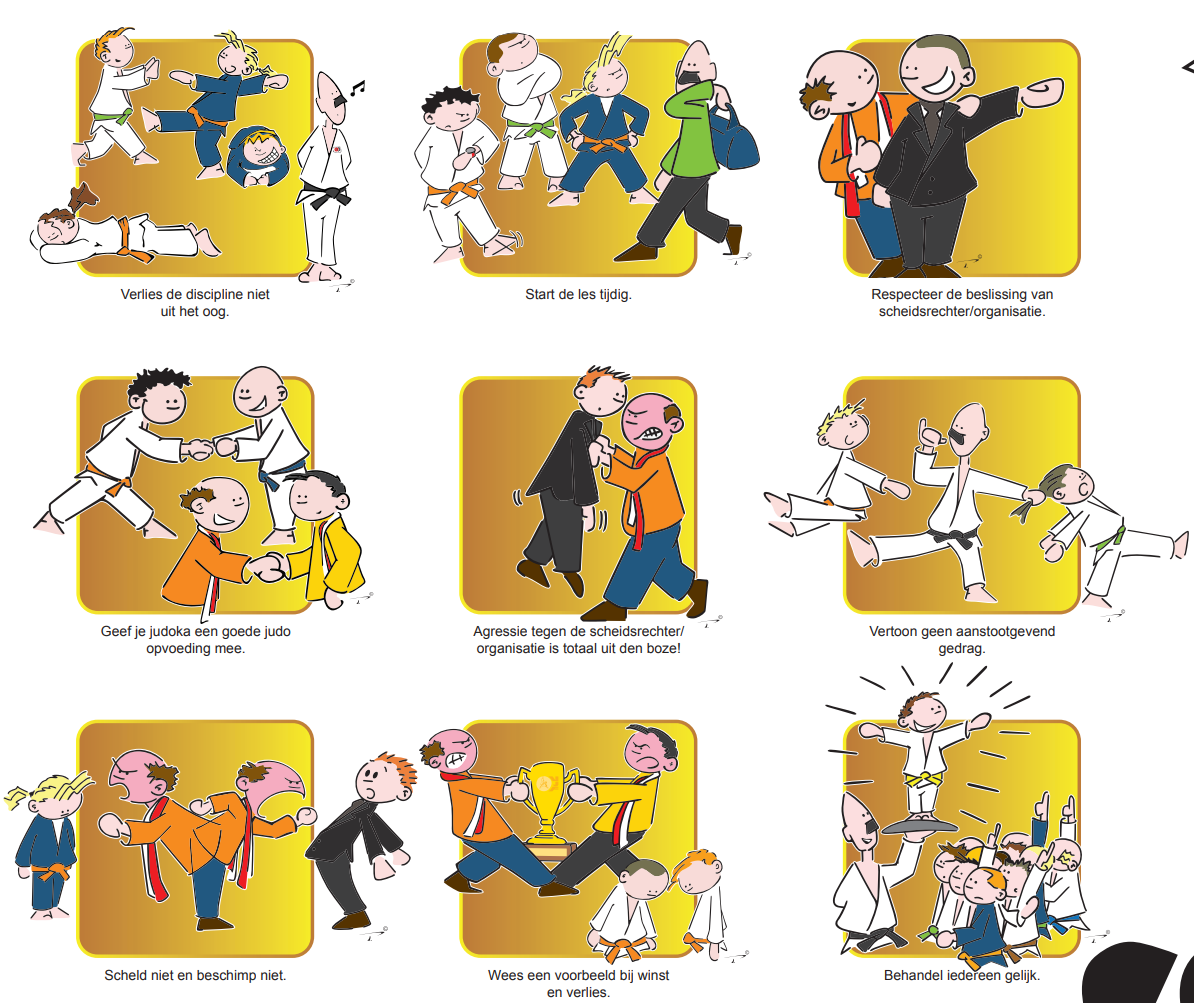 Verlies de discipline niet
uit het oog.
Start de les tijdig.
Respecteer de beslissing van
scheidsrechter/organisatie.
Geef je judoka een goede judo
opvoeding mee.
Agressie tegen de scheidsrechter/
organisatie is totaal uit den boze!
Vertoon geen aanstootgevend
gedrag.
Scheld niet en beschimp niet.
Wees een voorbeeld bij winst
en verlies.
Behandel iedereen gelijk.